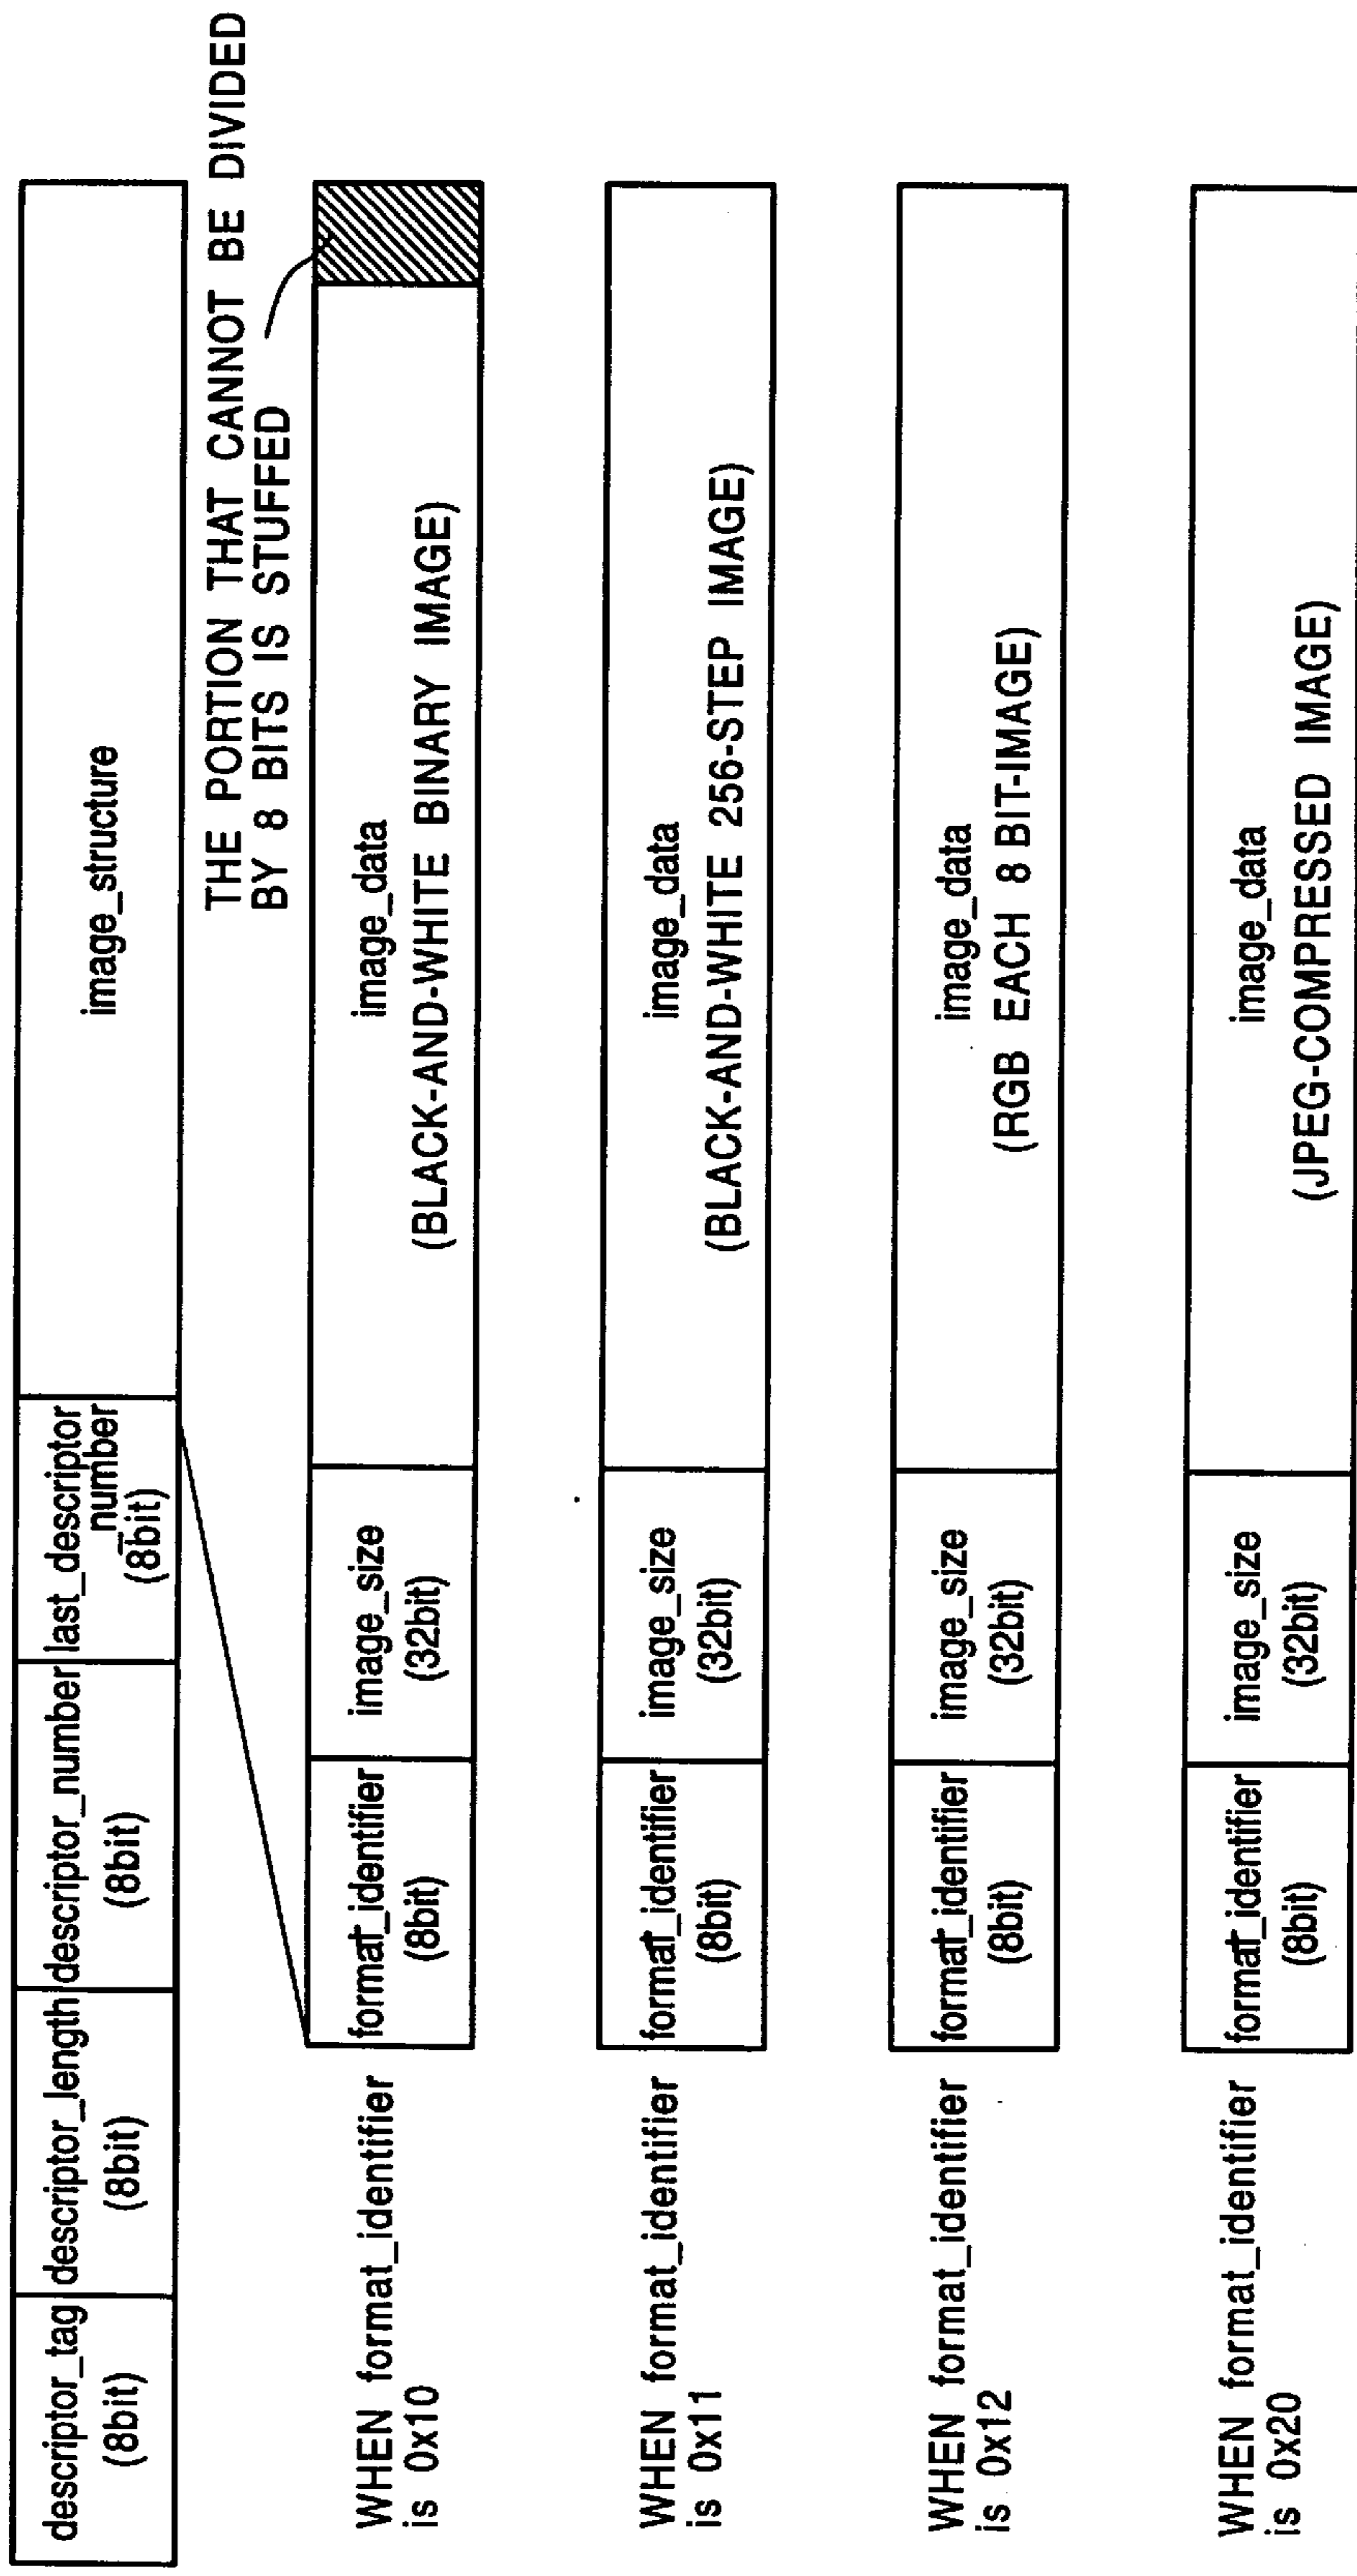 descriptor_tag
(8bit)
descriptor_length
(8bit)
descriptor_number
(8bit)
last_descriptor
_number
(8bit)
image_structure
THE PORTION THAT CANNOT BE DIVIDED
BY 8 BITS IS STUFFED
WHEN format_identifier
is 0x10
format_identifier
(8bit)
image_size
(32bit)
image_data
(BLACK-AND-WHITE BINARY IMAGE)
WHEN format_identifier
is 0x11
format_identifier
(8bit)
image_size
(32bit)
image_data
(BLACK-AND-WHITE 256-STEP IMAGE)
WHEN format_identifier
is 0x12
format_identifier
(8bit)
image_size
(32bit)
image_data
(RGB EACH 8 BIT-IMAGE)
WHEN format_identifier
is 0x20
format_identifier
(8bit)
image_size
(32bit)
image_data
(JPEG-COMPRESSED IMAGE)